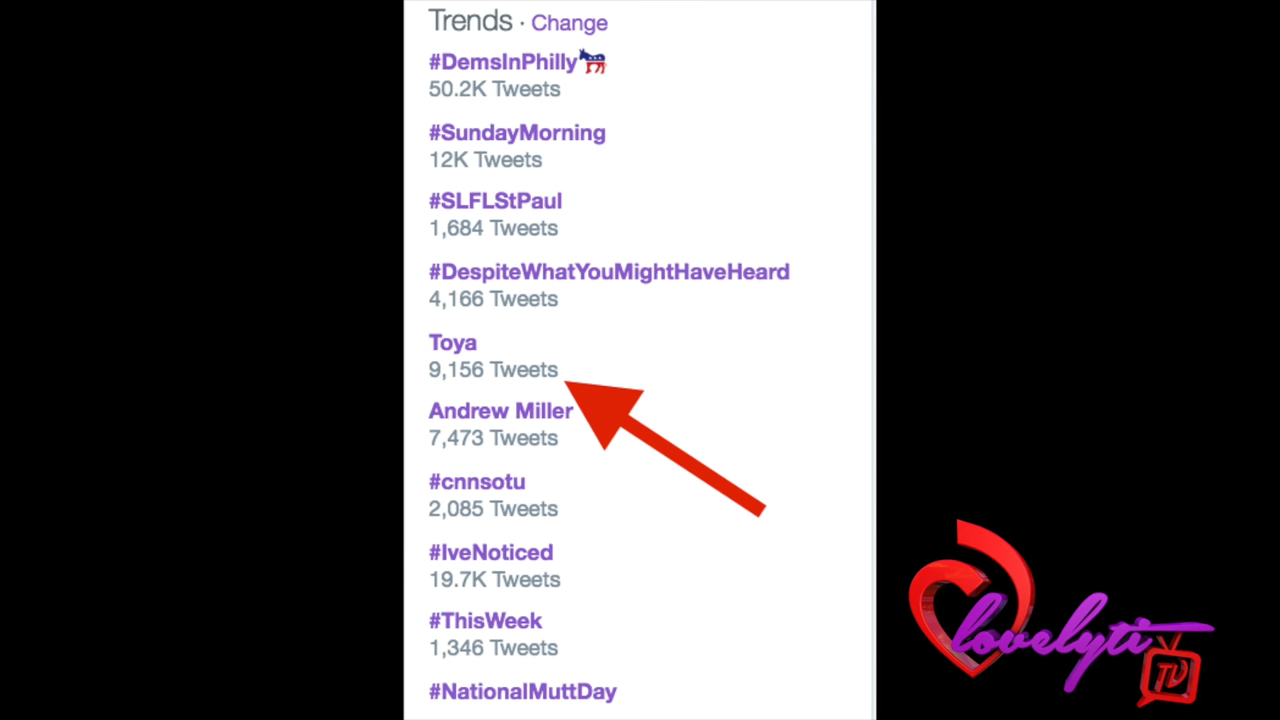 Trends · Change
#DemsInPhilly
50.2K Tweets
#SundayMorning
12K Tweets
#SLFLStPaul
1,684 Tweets
#DespiteWhatYouMightHaveHeard
4,166 Tweets
Toya
9,156 Tweets
Andrew Miller
7,473 Tweets
#cnnsotu
2,085 Tweets
#IveNoticed
19.7K Tweets
#ThisWeek
1,346 Tweets
#NationalMuttDay
lovelyti
TV